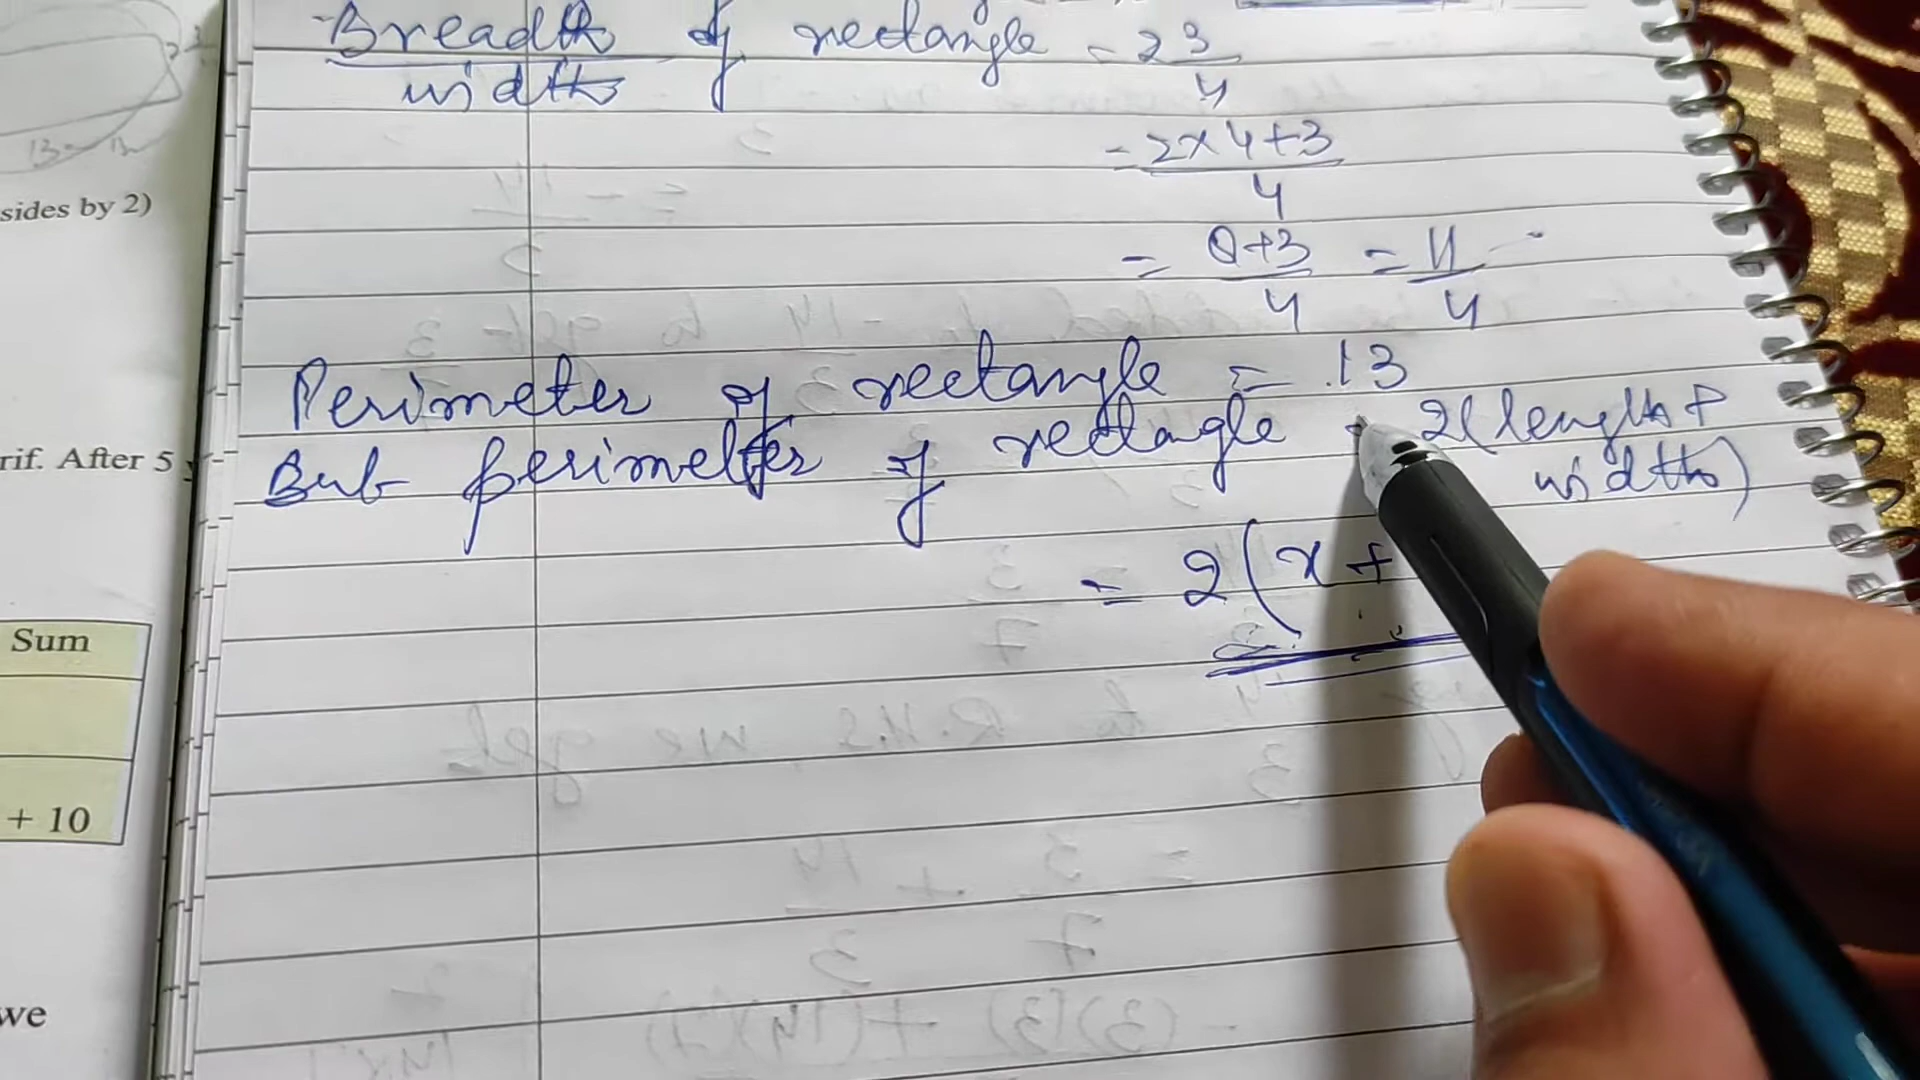 Breadth of rectangle = 2 3/4
width
= 2×4+3/4
= 8+3/4 = 11/4
Perimeter of rectangle = 13
But perimeter of rectagle = 2(length +
width)
= 2(x +
sides by 2)
rif. After 5 y
Sum
+ 10
we